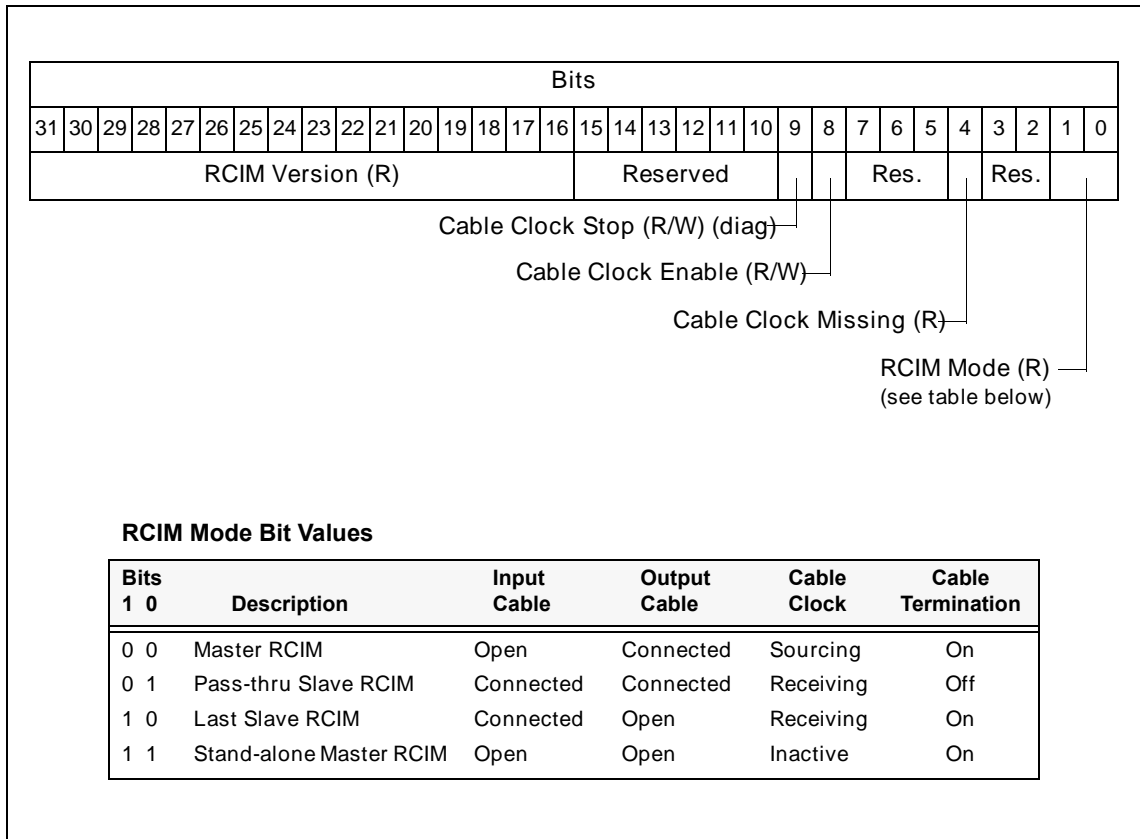 Bits
31 30 29 28 27 26 25 24 23 22 21 20 19 18 17 16 15 14 13 12 11 10 9 8 7 6 5 4 3 2 1 0
RCIM Version (R) Reserved Res. Res.
Cable Clock Stop (R/W) (diag)
Cable Clock Enable (R/W)
Cable Clock Missing (R)
RCIM Mode (R)
(see table below)
RCIM Mode Bit Values
Bits Input Output Cable Cable
1 0 Description Cable Cable Clock Termination
0 0 Master RCIM Open Connected Sourcing On
0 1 Pass-thru Slave RCIM Connected Connected Receiving Off
1 0 Last Slave RCIM Connected Open Receiving On
1 1 Stand-alone Master RCIM Open Open Inactive On